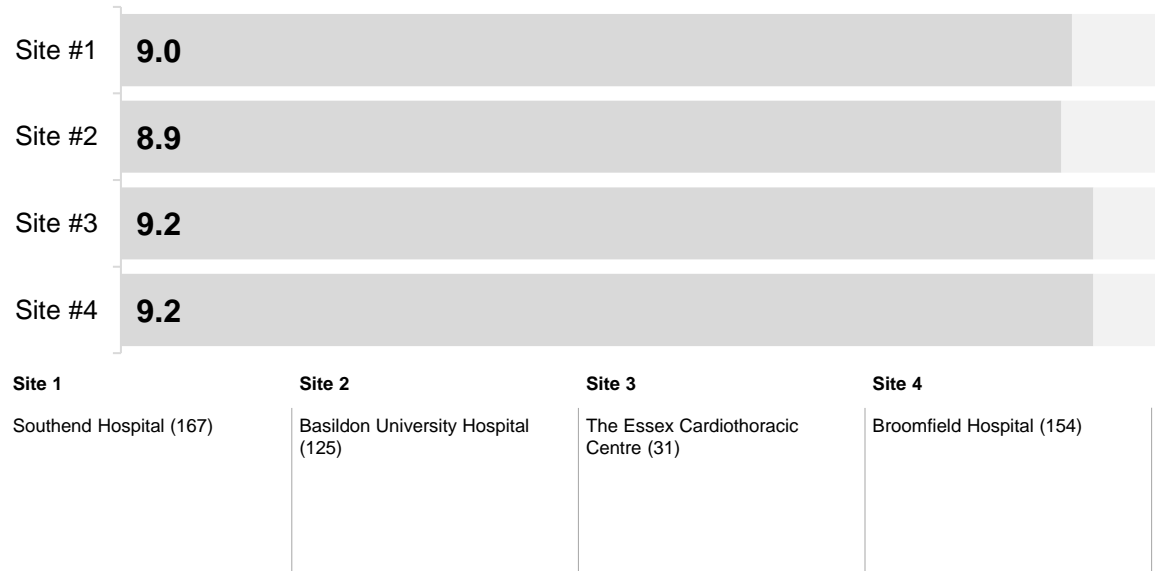 Site #1
9.0
Site #2
8.9
Site #3
9.2
Site #4
9.2
Site 1
Southend Hospital (167)
Site 2
Basildon University Hospital
(125)
Site 3
The Essex Cardiothoracic
Centre (31)
Site 4
Broomfield Hospital (154)